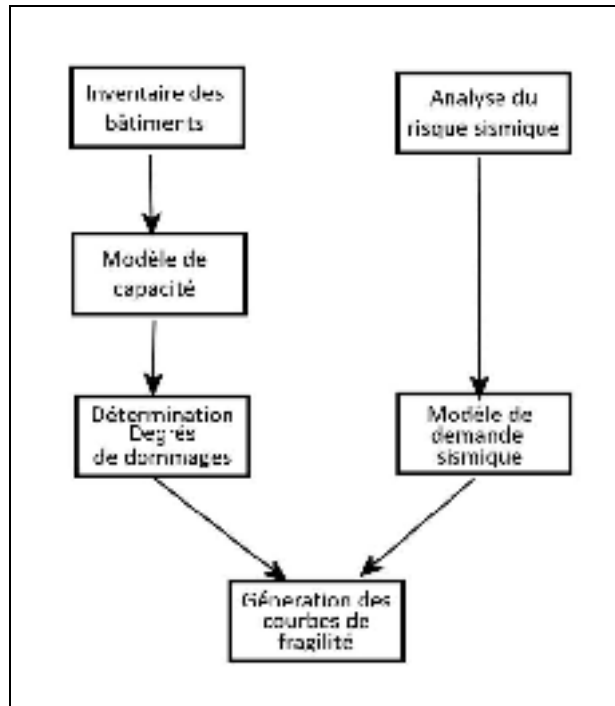 Inventaire des
bâtiments
Analyse du
risque sismique
Modèle de
capacité
Détermination
Degrés
de dommages
Modèle de
demande
sismique
Géneration des
courbes de
fragilité